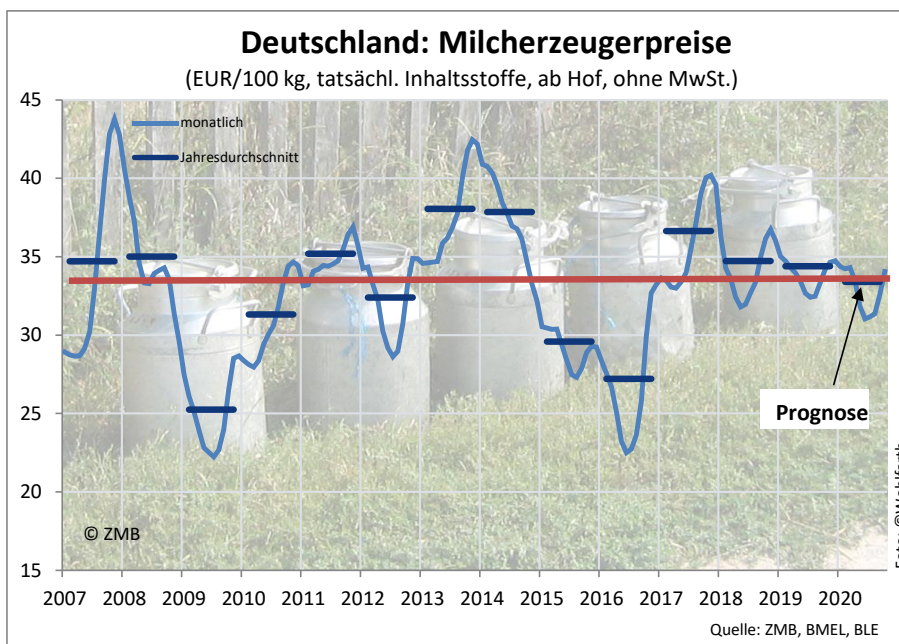 Deutschland: Milcherzeugerpreise
(EUR/100 kg, tatsächl. Inhaltsstoffe, ab Hof, ohne MwSt.)
45
monatlich
Jahresdurchschnitt
40
35
30
25
20
15
Prognose
© ZMB
2007 2008 2009 2010 2011 2012 2013 2014 2015 2016 2017 2018 2019 2020
Quelle: ZMB, BMEL, BLE